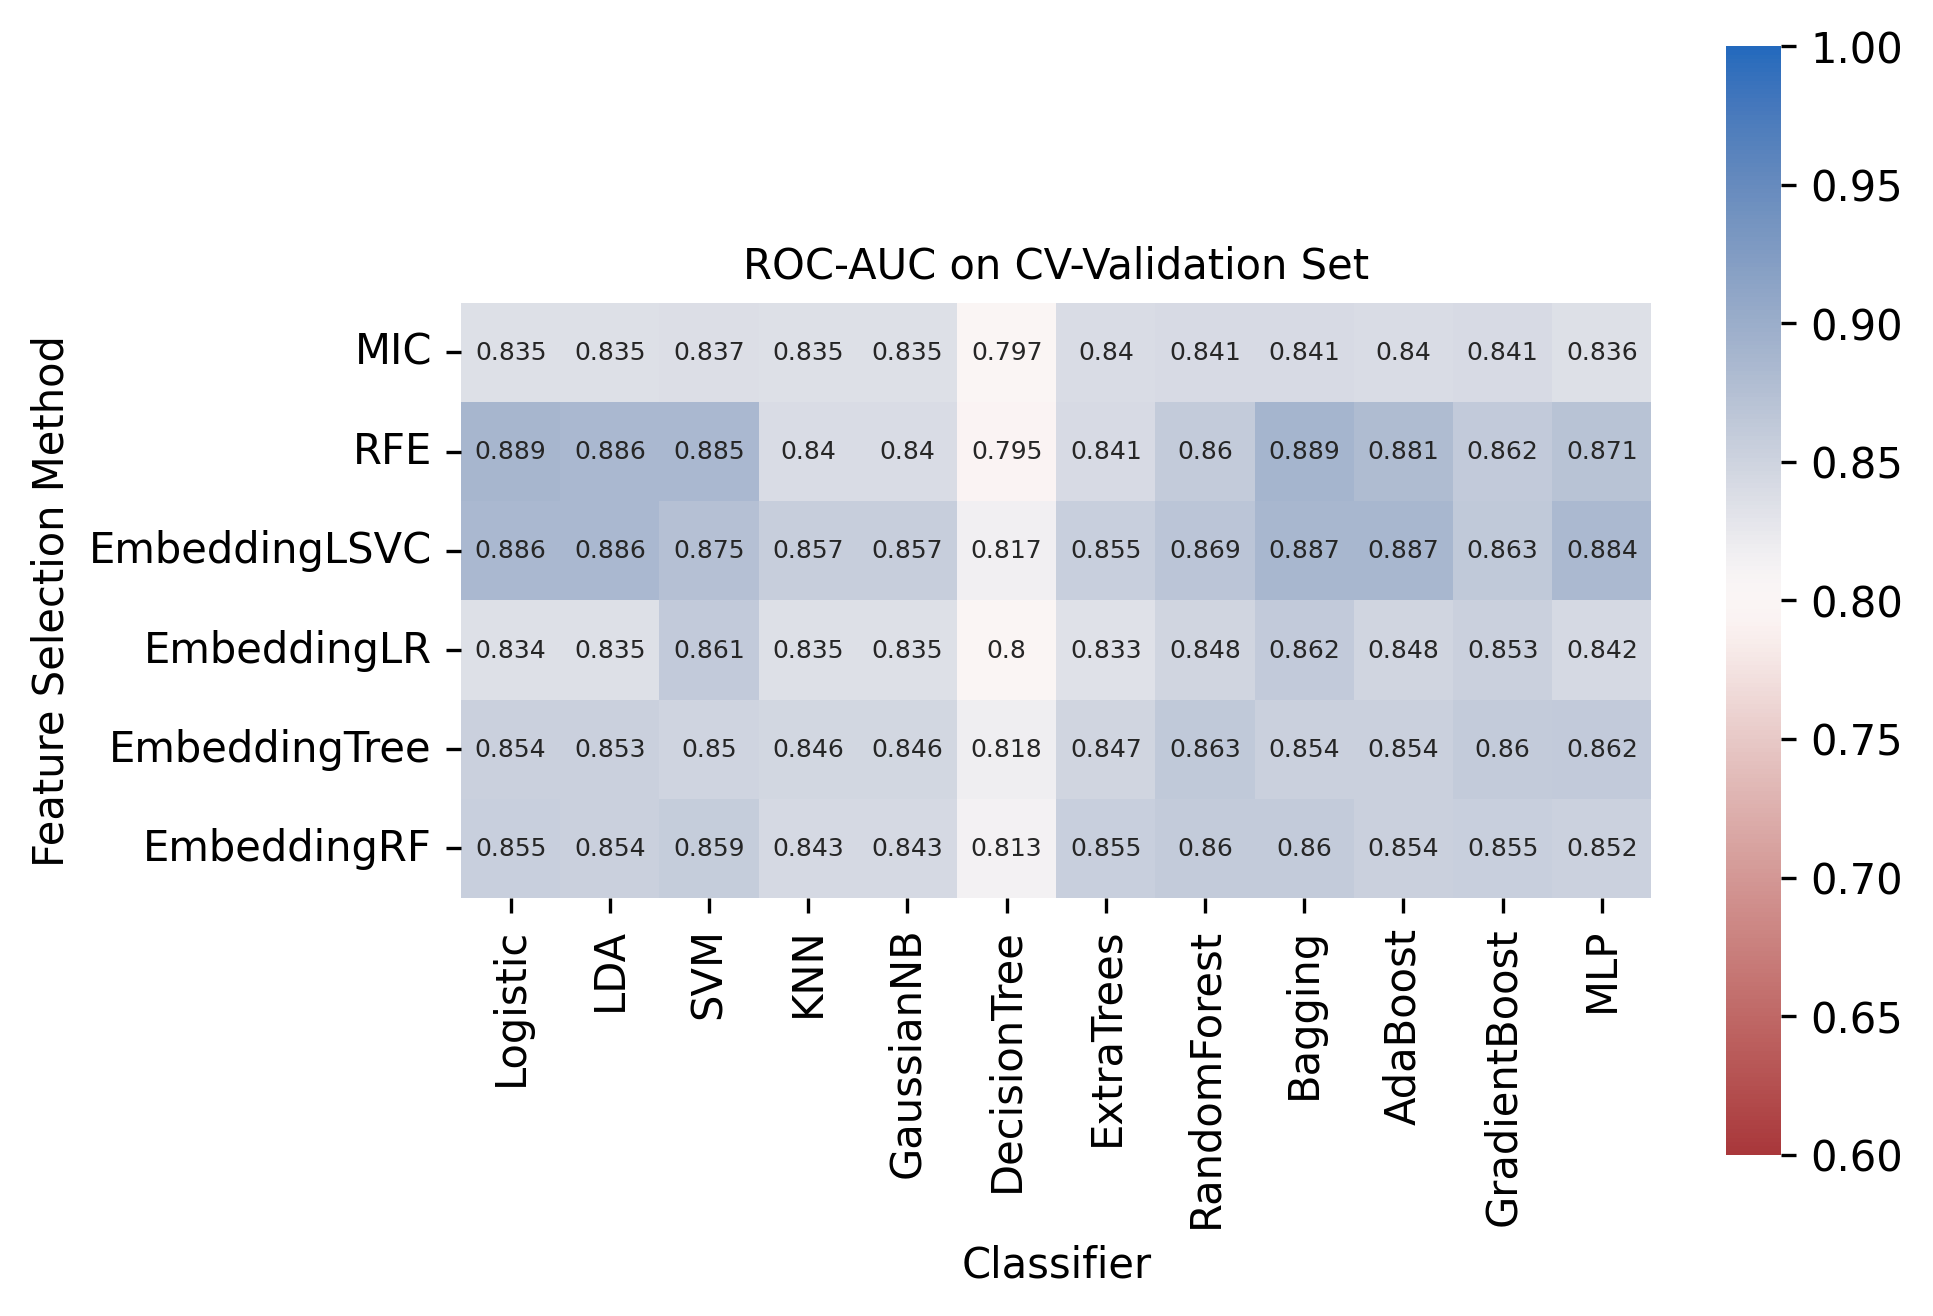 ROC-AUC on CV-Validation Set
Feature Selection Method
MIC 0.835 0.835 0.837 0.835 0.835 0.797 0.84 0.841 0.841 0.84 0.841 0.836
RFE 0.889 0.886 0.885 0.84 0.84 0.795 0.841 0.86 0.889 0.881 0.862 0.871
EmbeddingLSVC 0.886 0.886 0.875 0.857 0.857 0.817 0.855 0.869 0.887 0.887 0.863 0.884
EmbeddingLR 0.834 0.835 0.861 0.835 0.835 0.8 0.833 0.848 0.862 0.848 0.853 0.842
EmbeddingTree 0.854 0.853 0.85 0.846 0.846 0.818 0.847 0.863 0.854 0.854 0.86 0.862
EmbeddingRF 0.855 0.854 0.859 0.843 0.843 0.813 0.855 0.86 0.86 0.854 0.855 0.852
Logistic
LDA
SVM
KNN
GaussianNB
DecisionTree
ExtraTrees
RandomForest
Bagging
AdaBoost
GradientBoost
MLP
Classifier
1.00
0.95
0.90
0.85
0.80
0.75
0.70
0.65
0.60